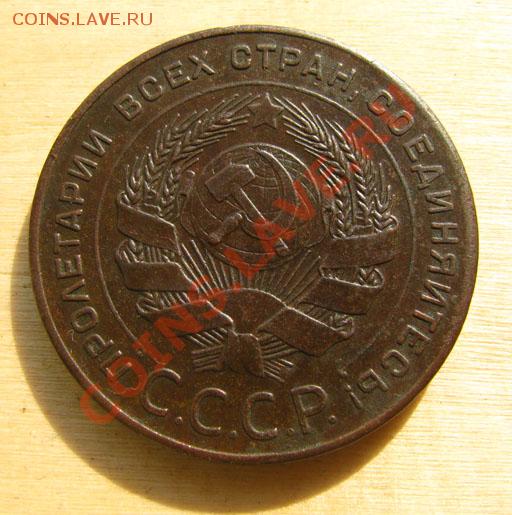 COINS.LAVE.RU
ПРОЛЕТАРИИ ВСЕХ СТРАН, СОЕДИНЯЙТЕСЬ!
С.С.С.Р.
COINS.LAVE.RU